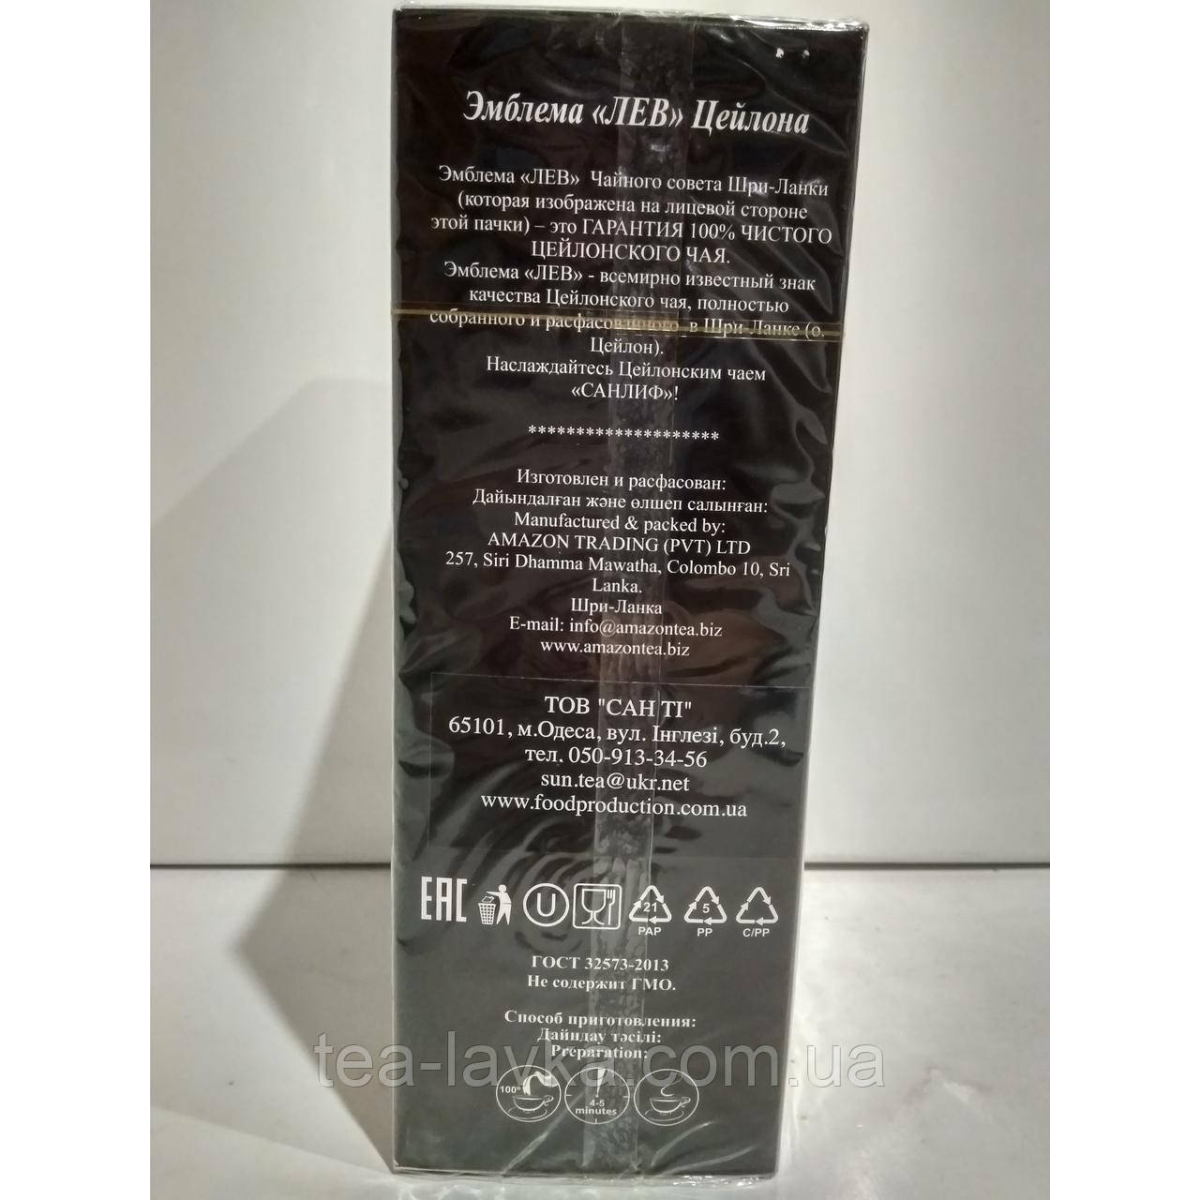 Эмблема «ЛЕВ» Цейлона
Эмблема «ЛЕВ» Чайного совета Шри-Ланки
(которая изображена на лицевой стороне
этой пачки) – это ГАРАНТИЯ 100% ЧИСТОГО
ЦЕЙЛОНСКОГО ЧАЯ.
Эмблема «ЛЕВ» - всемирно известный знак
качества Цейлонского чая, полностью
собранного и расфасованного в Шри-Ланке (о.
Цейлон).
Наслаждайтесь Цейлонским чаем
«САНЛИФ»!
********************
Изготовлен и расфасован:
Дайындалған және өлшеп салынған:
Manufactured & packed by:
AMAZON TRADING (PVT) LTD
257, Siri Dhamma Mawatha, Colombo 10, Sri
Lanka.
Шри-Ланка
E-mail: info@amazontea.biz
www.amazontea.biz
ТОВ "САН ТІ"
65101, м.Одеса, вул. Інглезі, буд.2,
тел. 050-913-34-56
sun.tea@ukr.net
www.foodproduction.com.ua
EAC U 21 5
PAP PP C/PP
ГОСТ 32573-2013
Не содержит ГМО.
Способ приготовления:
Дайндау тәсілі:
Preparation:
tea-lavka.com.ua
100°
4-5
minutes